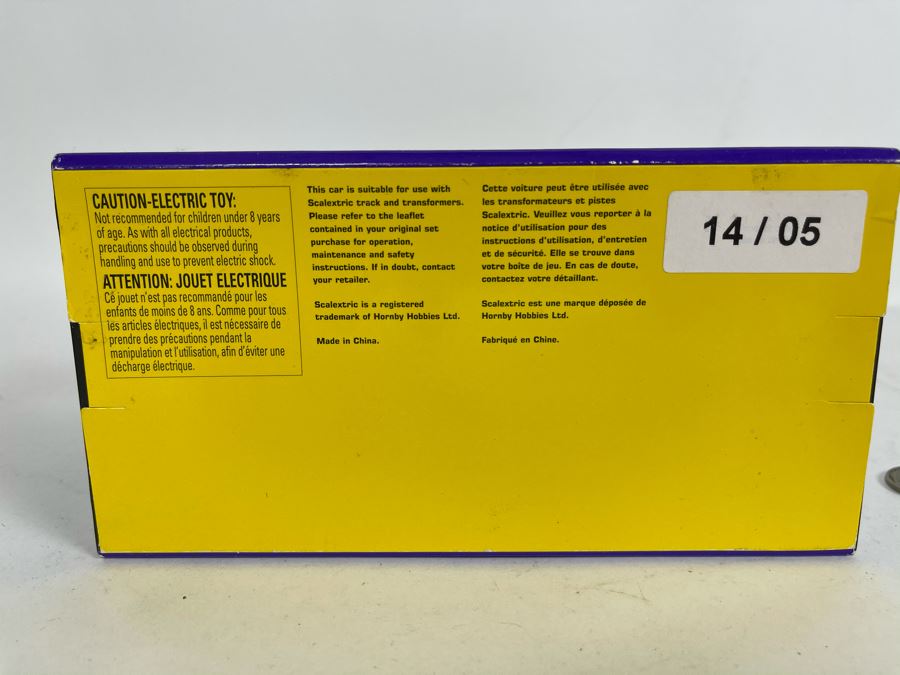 CAUTION-ELECTRIC TOY:
Not recommended for children under 8 years
of age. As with all electrical products,
precautions should be observed during
handling and use to prevent electric shock.
ATTENTION: JOUET ELECTRIQUE
Cé jouet n'est pas recommandé pour les
enfants de moins de 8 ans. Comme pour tous
lés articles électriques, il est nécessaire de
prendre des précautions pendant la
manipulation et l'utilisation, afin d'éviter une
décharge électrique.
This car is suitable for use with
Scalextric track and transformers.
Please refer to the leaflet
contained in your original set
purchase for operation,
maintenance and safety
instructions. If in doubt, contact
your retailer.
Scalextric is a registered
trademark of Hornby Hobbies Ltd.
Made in China.
Cette voiture peut être utilisée avec
les transformateurs et pistes
Scalextric. Veuillez vous reporter à la
notice d'utilisation pour des
instructions d'utilisation, d'entretien
et de sécurité. Elle se trouve dans
votre boîte de jeu. En cas de doute,
contactez votre détaillant.
Scalextric est une marque déposée de
Hornby Hobbies Ltd.
Fabriqué en Chine.
14 / 05